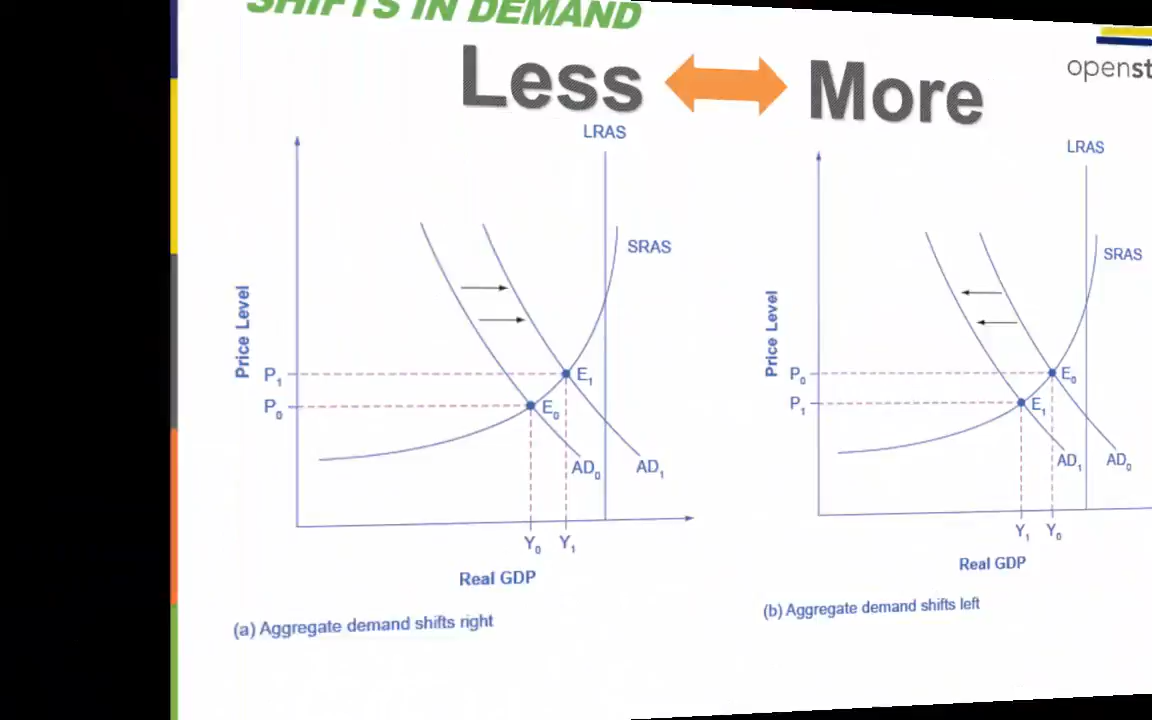 SHIFTS IN DEMAND
Less More
openst
LRAS
SRAS
Price Level
P1
P0
E1
E0
AD0
AD1
Y0
Y1
Real GDP
(a) Aggregate demand shifts right
LRAS
SRAS
Price Level
P0
P1
E0
E1
AD1
AD0
Y1
Y0
Real GDP
(b) Aggregate demand shifts left